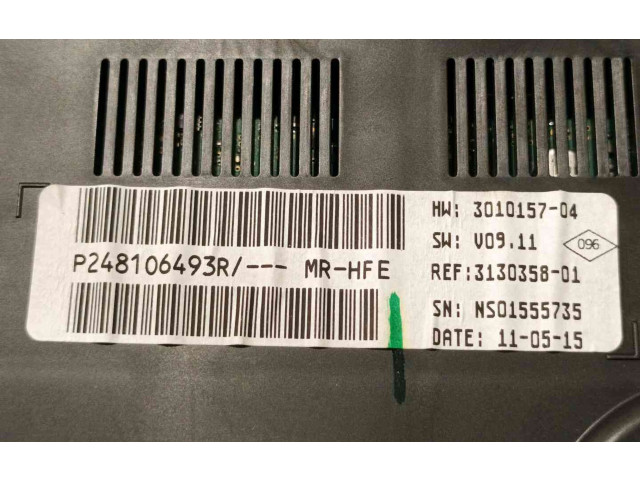 P248106493R/--- MR-HFE
HW: 3010157-04
SW: V09.11
096
REF:3130358-01
SN: NS01555735
DATE: 11-05-15